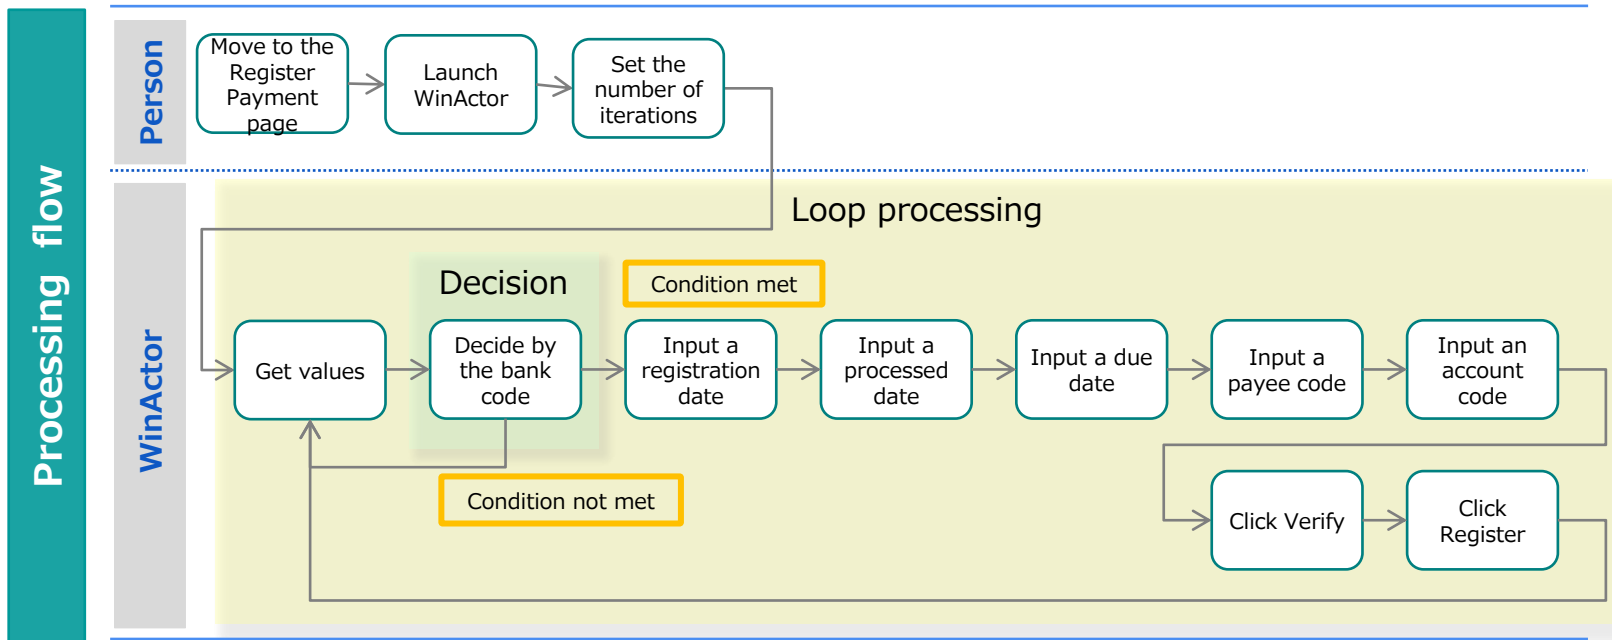 Processing flow
Person
Move to the
Register
Payment
page
Launch
WinActor
Set the
number of
iterations
WinActor
Loop processing
Decision
Condition met
Get values
Decide by
the bank
code
Input a
registration
date
Input a
processed
date
Input a due
date
Input a
payee code
Input an
account
code
Condition not met
Click Verify
Click
Register